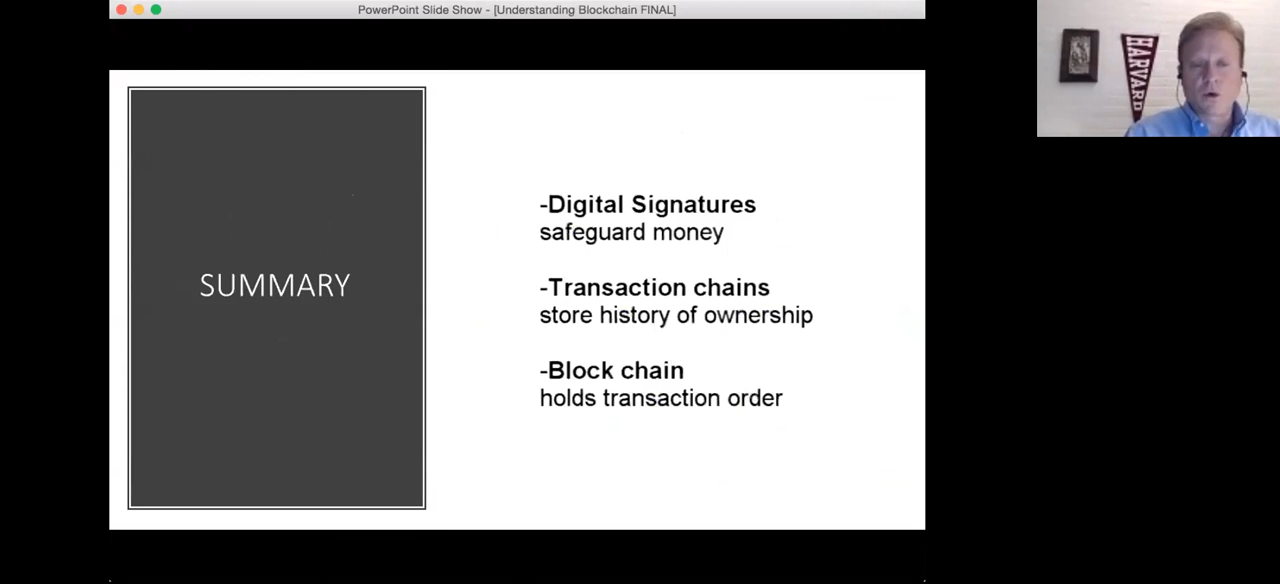 PowerPoint Slide Show - [Understanding Blockchain FINAL]
HARVARD
SUMMARY
-Digital Signatures
safeguard money
-Transaction chains
store history of ownership
-Block chain
holds transaction order